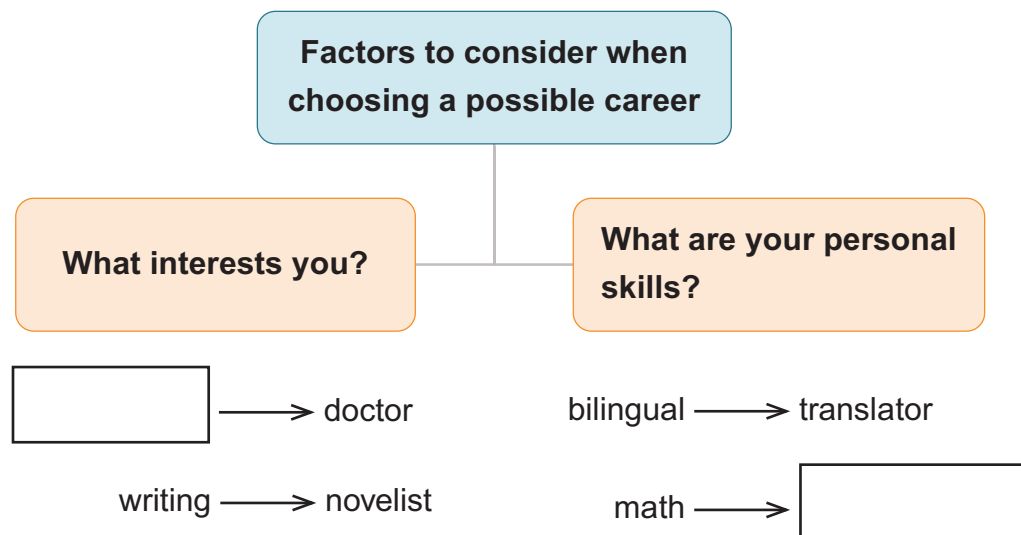 Factors to consider when
choosing a possible career
What interests you?
What are your personal
skills?
doctor
writing
novelist
bilingual
translator
math